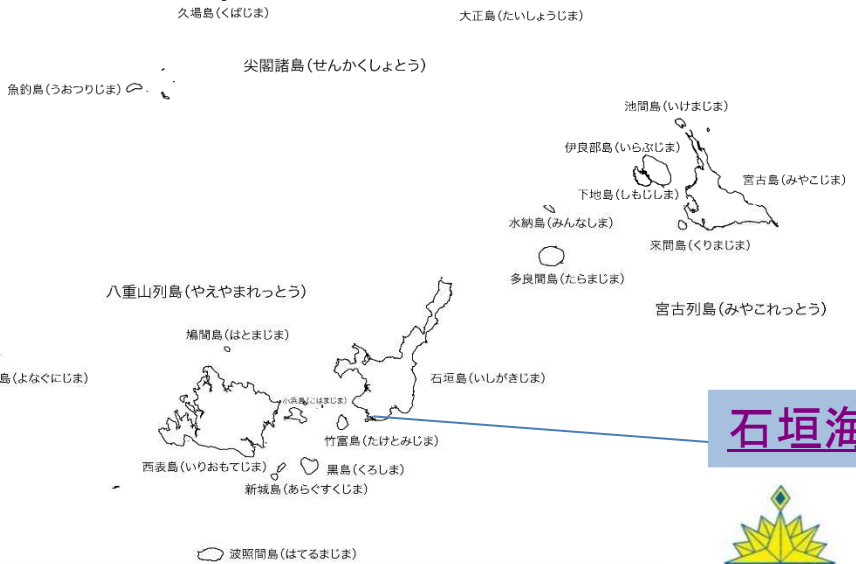 久場島(くばじま)
大正島(たいしょうじま)
尖閣諸島(せんかくしょとう)
魚釣島(うおつりじま)
池間島(いけまじま)
伊良部島(いらぶじま)
宮古島(みやこじま)
下地島(しもじしま)
水納島(みんなしま)
来間島(くりまじま)
多良間島(たらまじま)
八重山列島(やえやまれっとう)
宮古列島(みやこれっとう)
鳩間島(はとまじま)
島(よなぐにじま)
石垣島(いしがきじま)
小浜島(こはまじま)
石垣海
竹富島(たけとみじま)
西表島(いりおもてじま)
黒島(くろしま)
新城島(あらぐすくじま)
波照間島(はてるまじま)